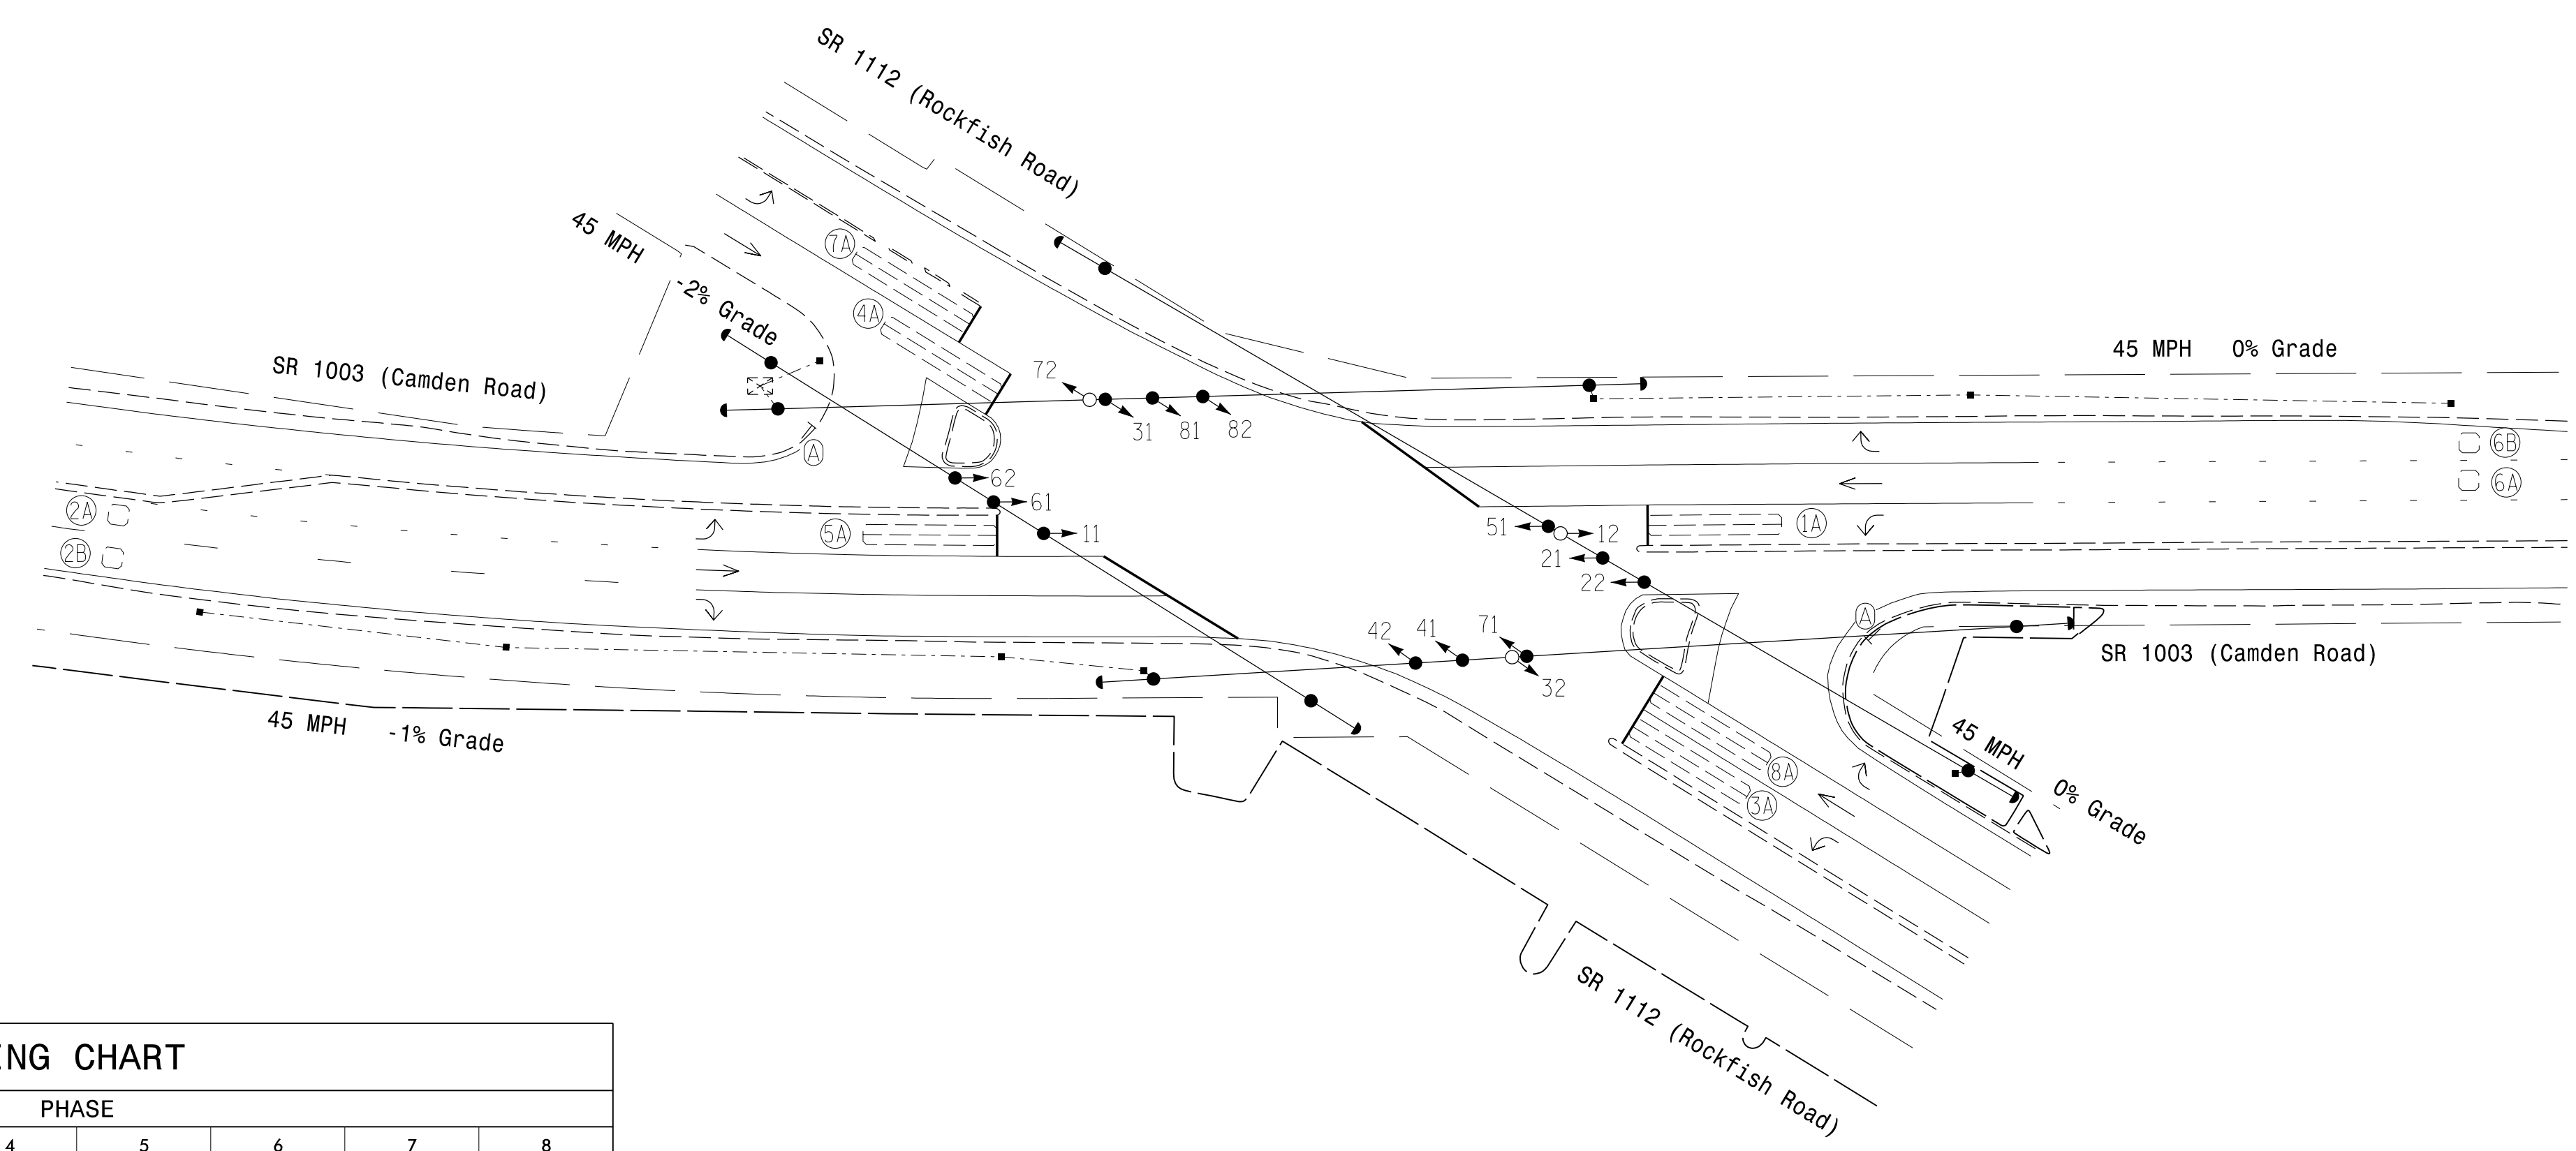 SR 1112 (Rockfish Road)
45 MPH -2% Grade
7A
4A
SR 1003 (Camden Road)
72
31
81
82
45 MPH 0% Grade
A
62
61
11
6B
6A
2A
2B
5A
51
12
21
22
1A
42
41
71
32
A
SR 1003 (Camden Road)
45 MPH -1% Grade
8A
3A
45 MPH 0% Grade
SR 1112 (Rockfish Road)
ING CHART
PHASE
4 5 6 7 8